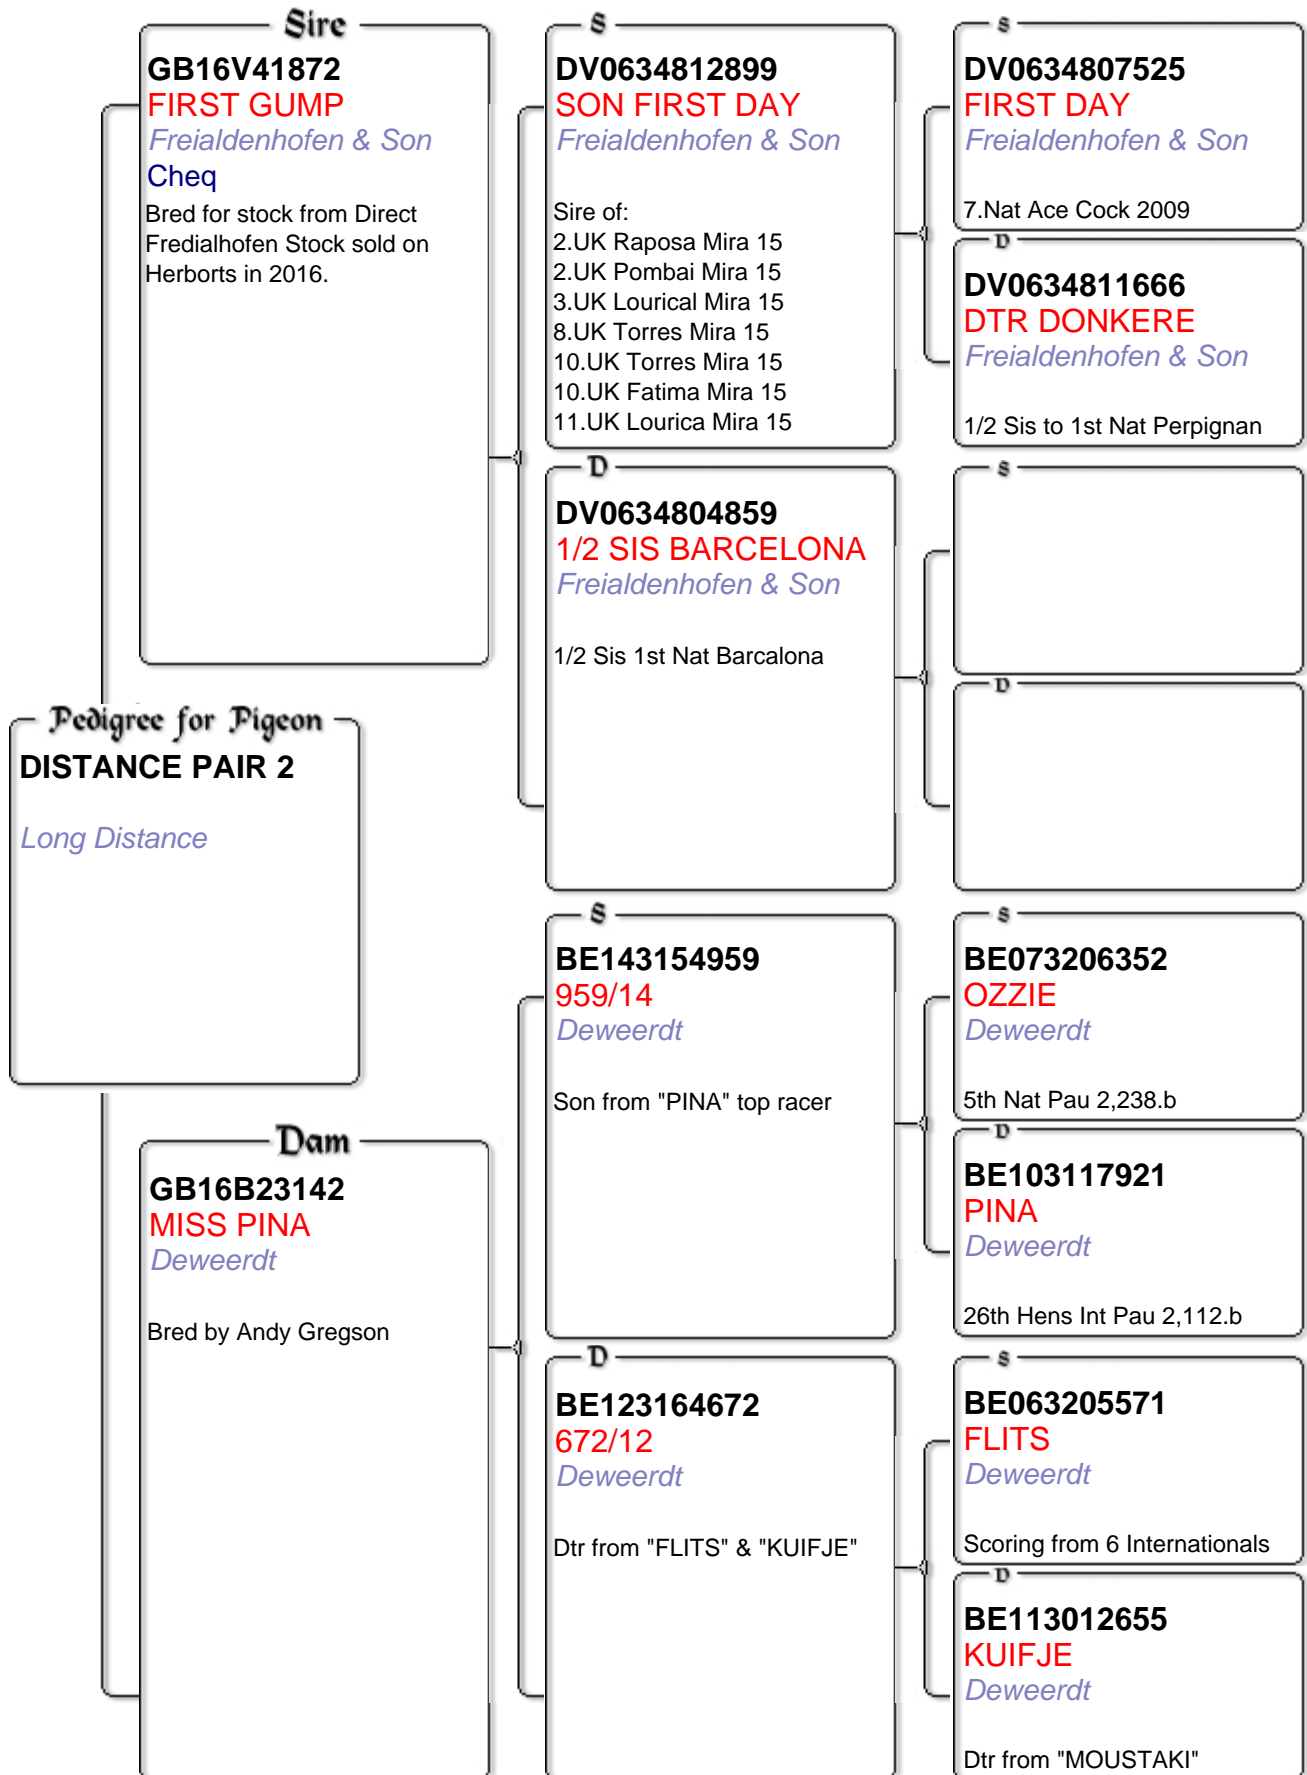 Sire
GB16V41872
FIRST GUMP
Freialdenhofen & Son
Cheq
Bred for stock from Direct
Fredialhofen Stock sold on
Herborts in 2016.
S
DV0634812899
SON FIRST DAY
Freialdenhofen & Son
Sire of:
2.UK Raposa Mira 15
2.UK Pombai Mira 15
3.UK Lourical Mira 15
8.UK Torres Mira 15
10.UK Torres Mira 15
10.UK Fatima Mira 15
11.UK Lourica Mira 15
S
DV0634807525
FIRST DAY
Freialdenhofen & Son
7.Nat Ace Cock 2009
D
DV0634811666
DTR DONKERE
Freialdenhofen & Son
1/2 Sis to 1st Nat Perpignan
D
DV0634804859
1/2 SIS BARCELONA
Freialdenhofen & Son
1/2 Sis 1st Nat Barcalona
S
D
Pedigree for Pigeon
DISTANCE PAIR 2
Long Distance
Dam
GB16B23142
MISS PINA
Deweerdt
Bred by Andy Gregson
S
BE143154959
959/14
Deweerdt
Son from "PINA" top racer
S
BE073206352
OZZIE
Deweerdt
5th Nat Pau 2,238.b
D
BE103117921
PINA
Deweerdt
26th Hens Int Pau 2,112.b
D
BE123164672
672/12
Deweerdt
Dtr from "FLITS" & "KUIFJE"
S
BE063205571
FLITS
Deweerdt
Scoring from 6 Internationals
D
BE113012655
KUIFJE
Deweerdt
Dtr from "MOUSTAKI"